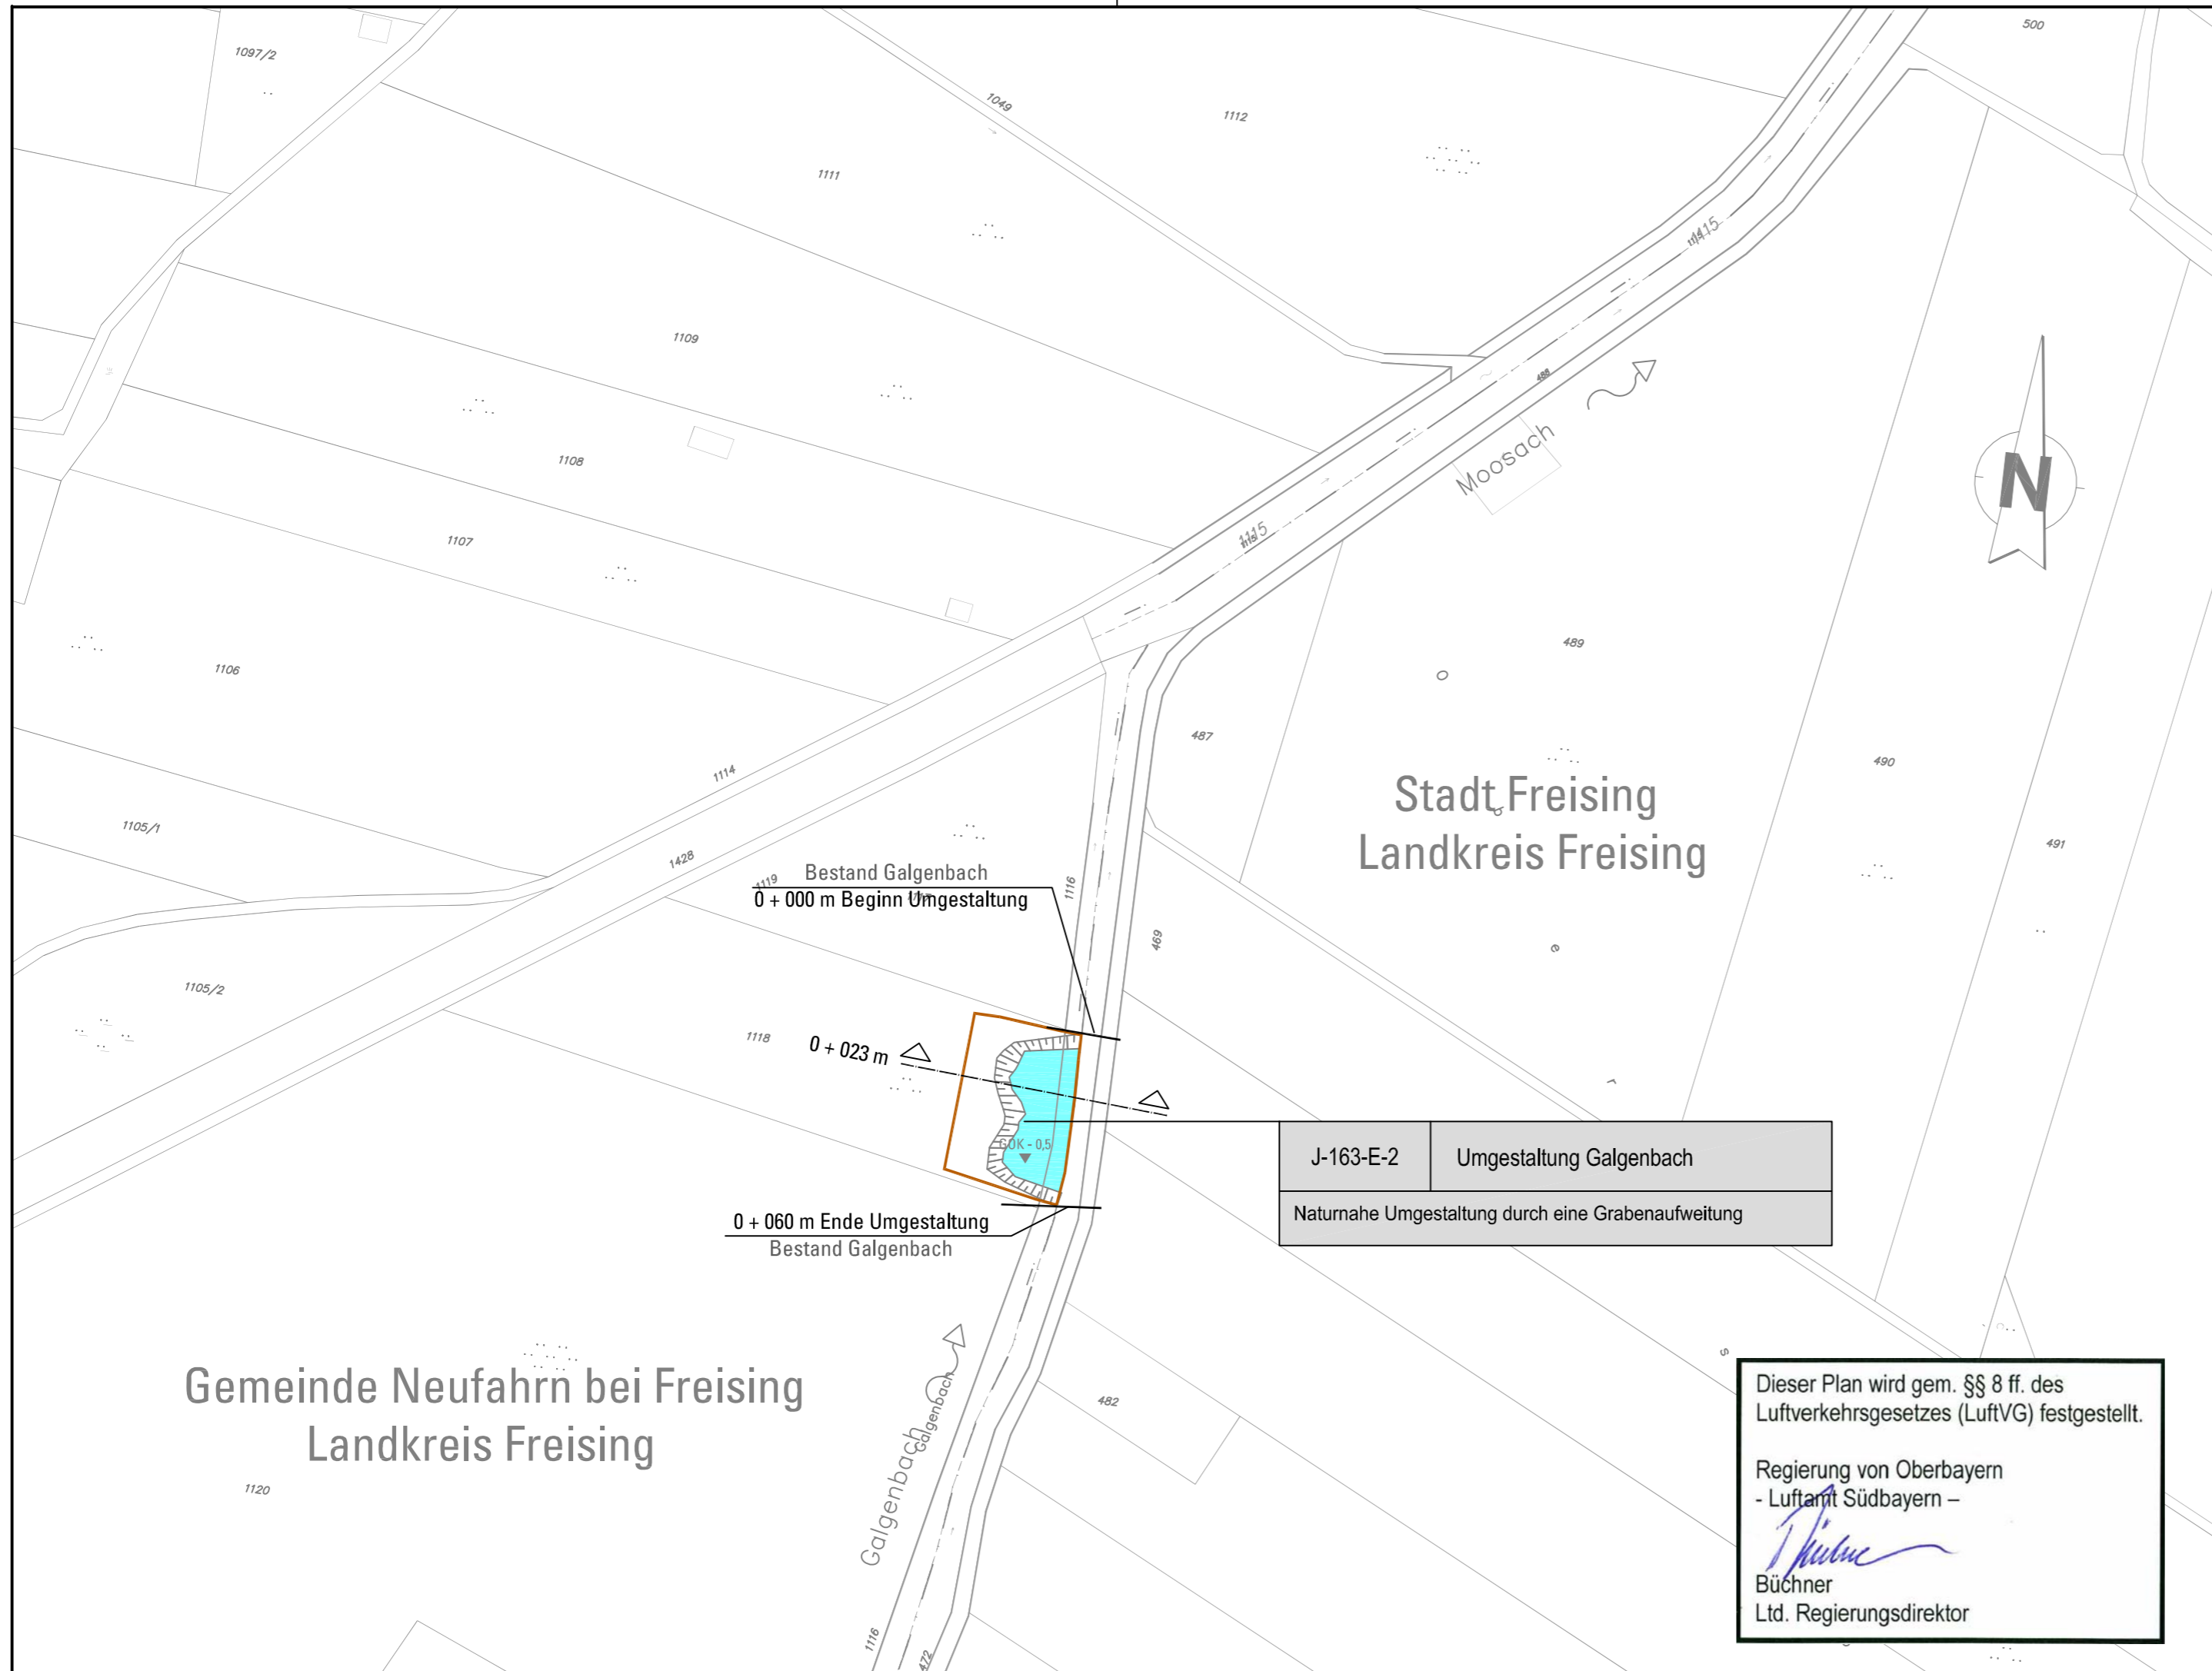 500
1097/2
1049
1112
1111
1115
1109
488
Moosach
N
1108
1115
1107
489
1106
o
487
1114
490
Stadt Freising
Landkreis Freising
1105/1
491
1428
Bestand Galgenbach
1119
1116
0 + 000 m Beginn Umgestaltung
469
e
1105/2
1118
0 + 023 m
r
GOK - 0,5
J-163-E-2
Umgestaltung Galgenbach
Naturnahe Umgestaltung durch eine Grabenaufweitung
0 + 060 m Ende Umgestaltung
Bestand Galgenbach
s
Gemeinde Neufahrn bei Freising
Landkreis Freising
Galgenbach
Galgenbach
482
1120
1116
472
Dieser Plan wird gem. §§ 8 ff. des
Luftverkehrsgesetzes (LuftVG) festgestellt.
Regierung von Oberbayern
- Luftamt Südbayern –
Büchner
Ltd. Regierungsdirektor